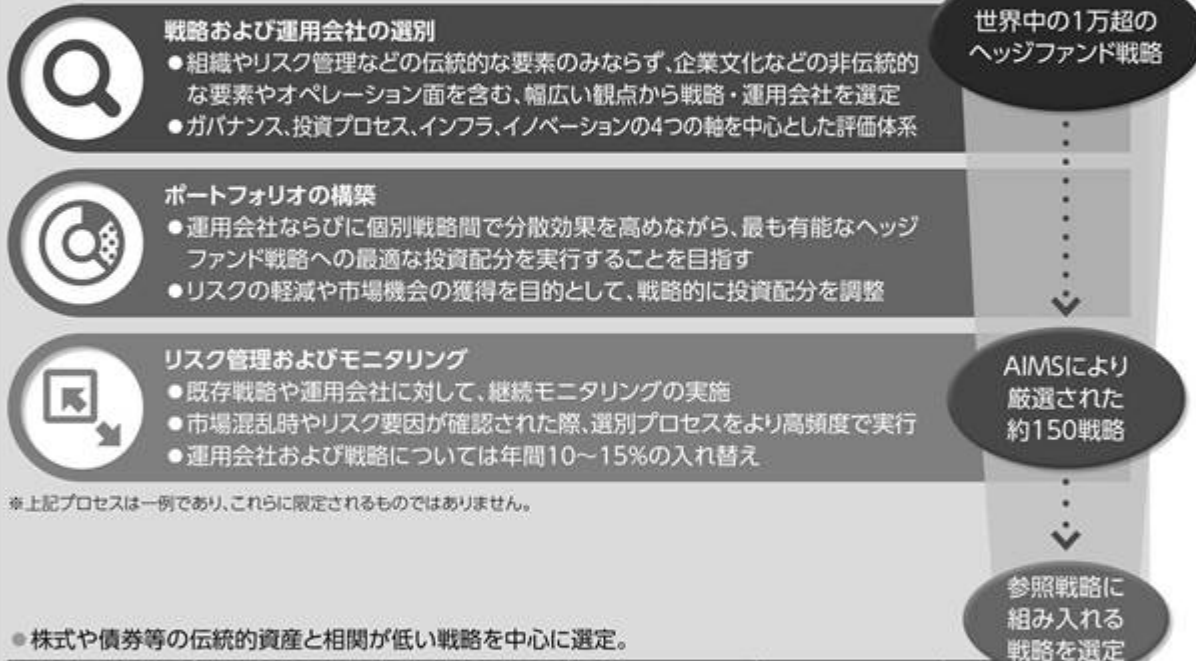 戦略および運用会社の選別
●組織やリスク管理などの伝統的な要素のみならず、企業文化などの非伝統的
な要素やオペレーション面を含む、幅広い観点から戦略・運用会社を選定
●ガバナンス、投資プロセス、インフラ、イノベーションの4つの軸を中心とした評価体系
世界中の1万超の
ヘッジファンド戦略
ポートフォリオの構築
●運用会社ならびに個別戦略間で分散効果を高めながら、最も有能なヘッジ
ファンド戦略への最適な投資配分を実行することを目指す
●リスクの軽減や市場機会の獲得を目的として、戦略的に投資配分を調整
リスク管理およびモニタリング
●既存戦略や運用会社に対して、継続モニタリングの実施
●市場混乱時やリスク要因が確認された際、選別プロセスをより高頻度で実行
●運用会社および戦略については年間10～15%の入れ替え
AIMSにより
厳選された
約150戦略
※上記プロセスは一例であり、これらに限定されるものではありません。
参照戦略に
組み入れる
戦略を選定
●株式や債券等の伝統的資産と相関が低い戦略を中心に選定。